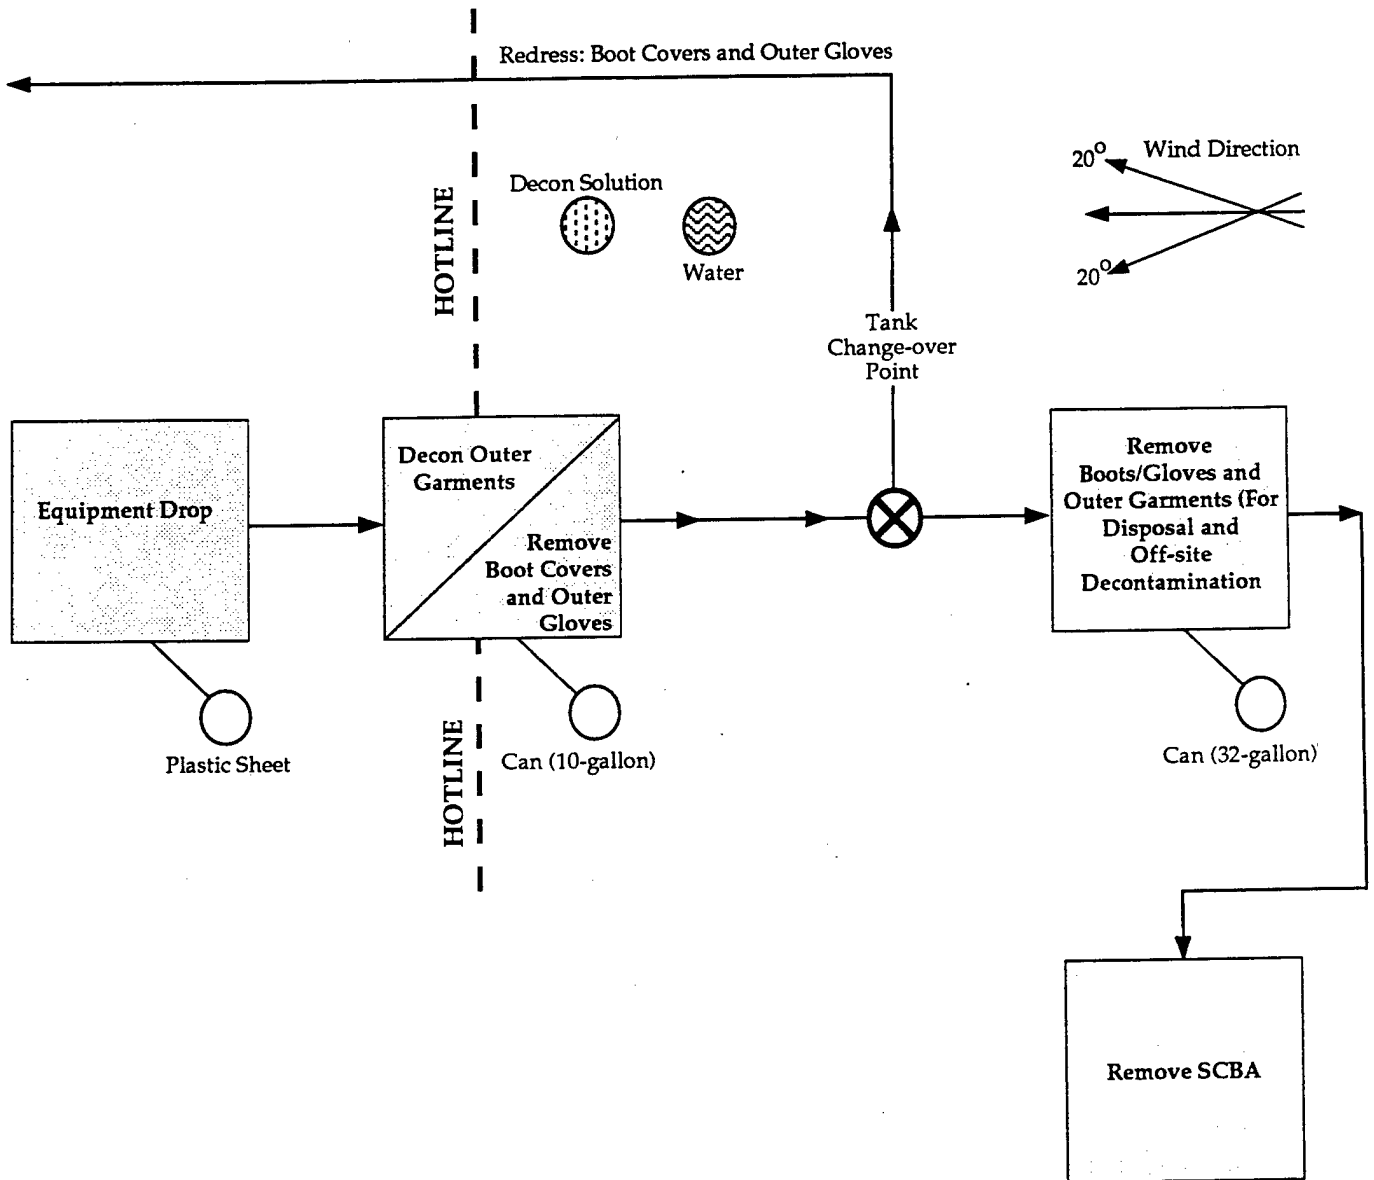 Redress: Boot Covers and Outer Gloves
20°
Wind Direction
20°
HOTLINE
Decon Solution
Water
Tank
Change-over
Point
Equipment Drop
Decon Outer
Garments
Remove
Boot Covers
and Outer
Gloves
Remove
Boots/Gloves and
Outer Garments (For
Disposal and
Off-site
Decontamination
Plastic Sheet
HOTLINE
Can (10-gallon)
Can (32-gallon)
Remove SCBA